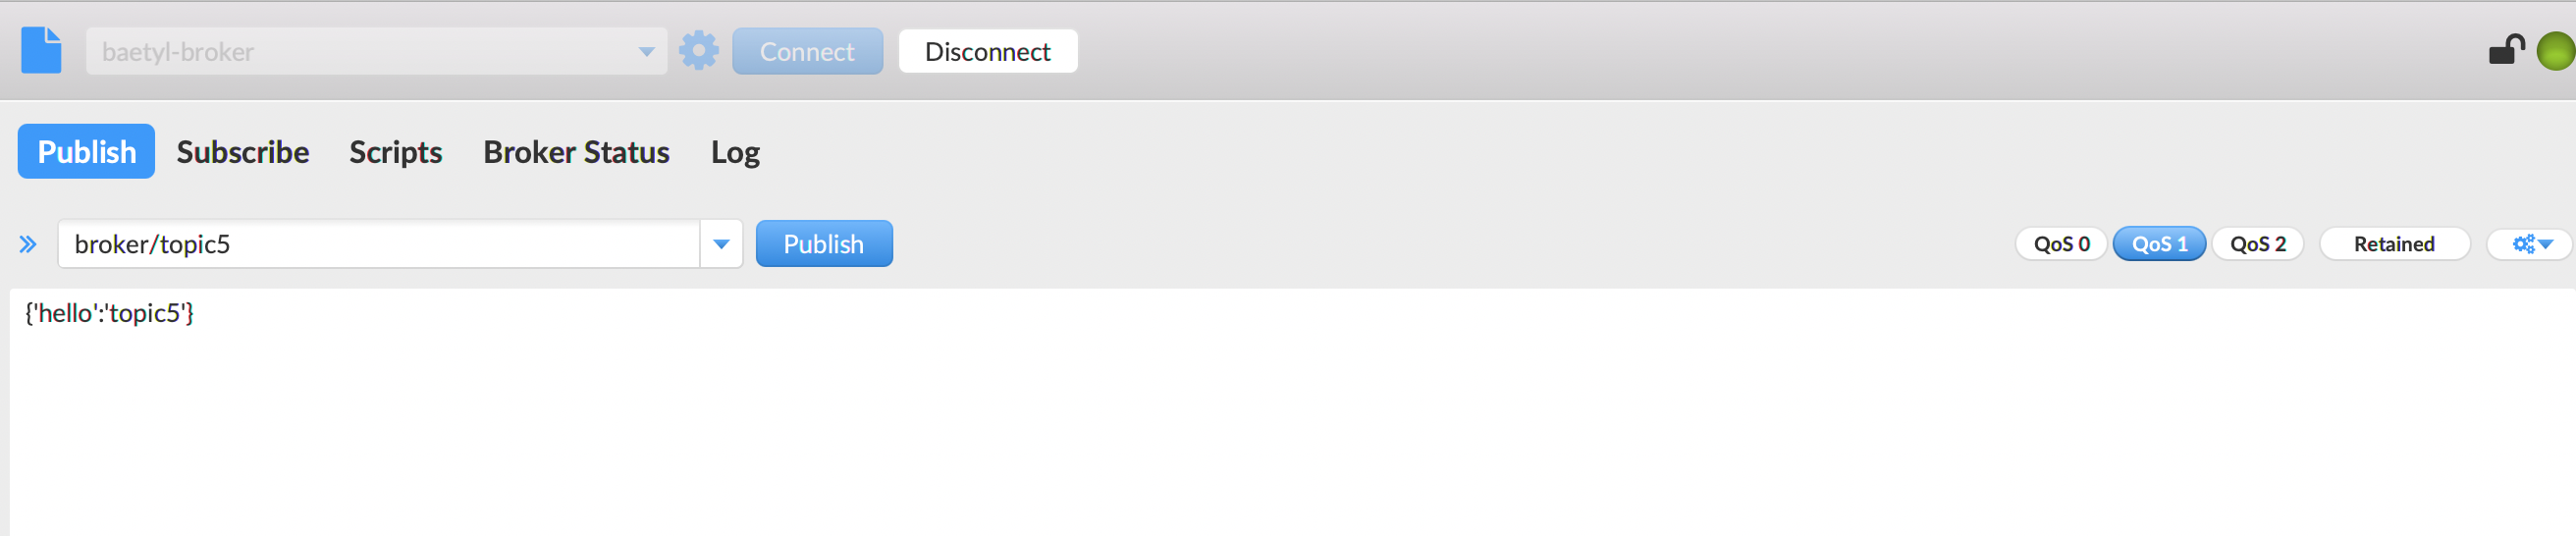 baetyl-broker Connect Disconnect
Publish Subscribe Scripts Broker Status Log
broker/topic5 Publish QoS 0 QoS 1 QoS 2 Retained
{'hello':'topic5'}